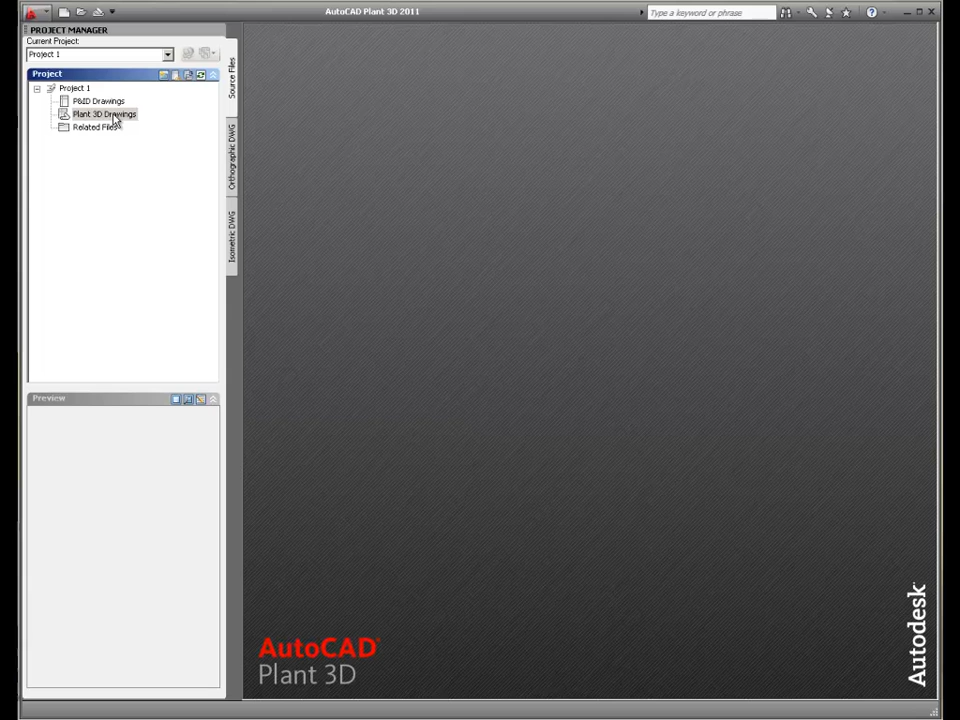 AutoCAD Plant 3D 2011
Type a keyword or phrase
PROJECT MANAGER
Current Project:
Project 1
Project
Project 1
P&ID Drawings
Plant 3D Drawings
Related Files
Source Files
Orthographic DWG
Isometric DWG
Preview
AutoCAD®
Plant 3D
Autodesk